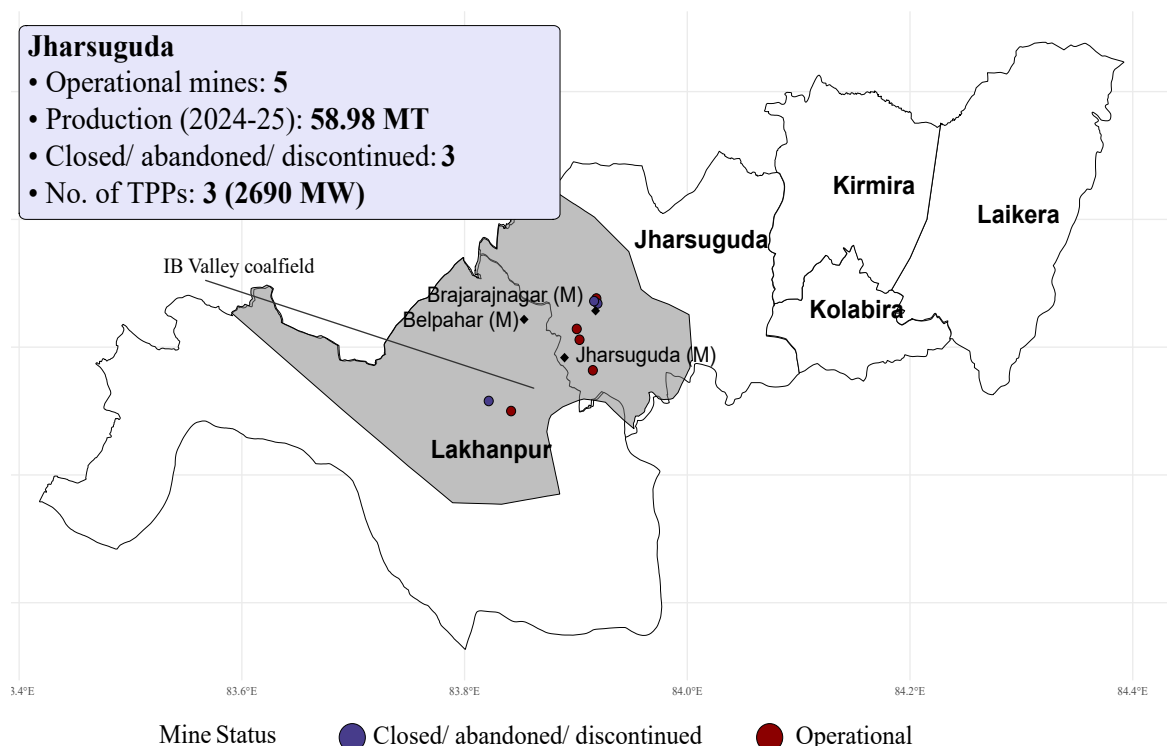 Jharsuguda
• Operational mines: 5
• Production (2024-25): 58.98 MT
• Closed/ abandoned/ discontinued: 3
• No. of TPPs: 3 (2690 MW)
Kirmira
Laikera
Jharsuguda
IB Valley coalfield
Brajarajnagar (M)
Kolabira
Belpahar (M)
Jharsuguda (M)
Lakhanpur
3.4°E
83.6°E
83.8°E
84.0°E
84.2°E
84.4°E
Mine Status
Closed/ abandoned/ discontinued
Operational